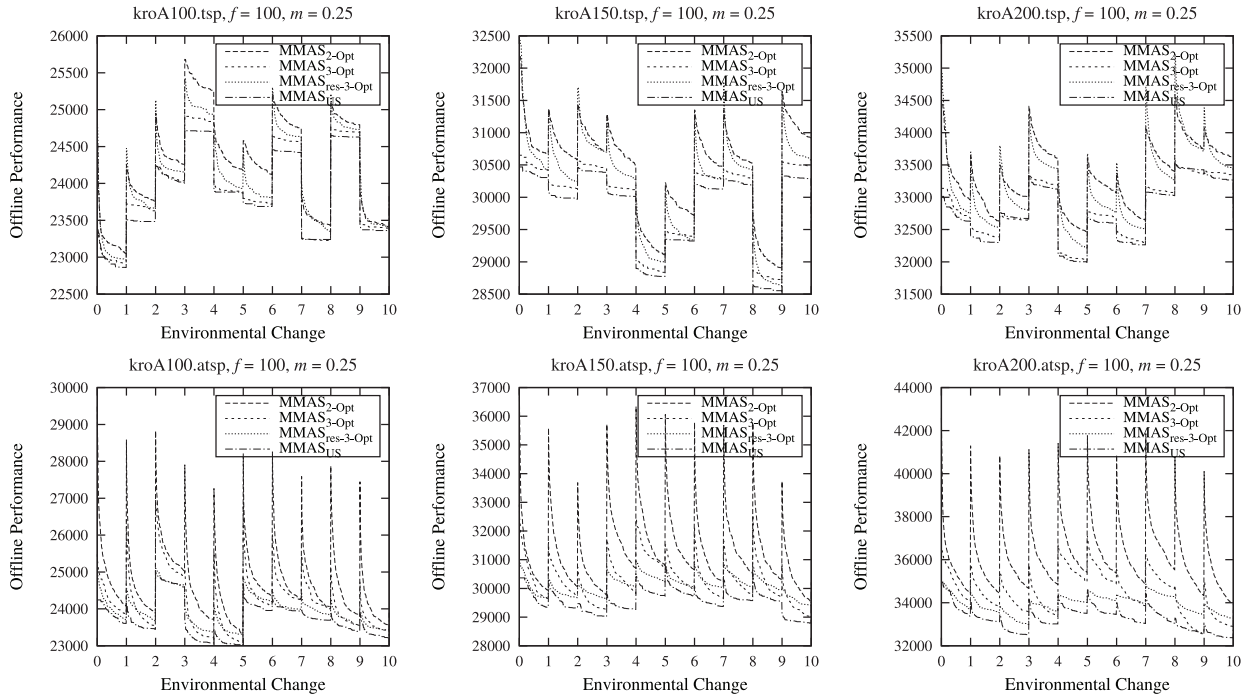 kroA100.tsp, f = 100, m = 0.25
Offline Performance
26000
25500
25000
24500
24000
23500
23000
22500
MMAS2-Opt
MMAS3-Opt
MMASres-3-Opt
MMASUS
0 1 2 3 4 5 6 7 8 9 10
Environmental Change
kroA150.tsp, f = 100, m = 0.25
Offline Performance
32500
31500
30500
29500
28500
MMAS2-Opt
MMAS3-Opt
MMASres-3-Opt
MMASUS
0 1 2 3 4 5 6 7 8 9 10
Environmental Change
kroA200.tsp, f = 100, m = 0.25
Offline Performance
35500
34500
33500
32500
31500
MMAS2-Opt
MMAS3-Opt
MMASres-3-Opt
MMASUS
0 1 2 3 4 5 6 7 8 9 10
Environmental Change
kroA100.atsp, f = 100, m = 0.25
Offline Performance
30000
29000
28000
27000
26000
25000
24000
23000
MMAS2-Opt
MMAS3-Opt
MMASres-3-Opt
MMASUS
0 1 2 3 4 5 6 7 8 9 10
Environmental Change
kroA150.atsp, f = 100, m = 0.25
Offline Performance
37000
36000
35000
34000
33000
32000
31000
30000
29000
28000
MMAS2-Opt
MMAS3-Opt
MMASres-3-Opt
MMASUS
0 1 2 3 4 5 6 7 8 9 10
Environmental Change
kroA200.atsp, f = 100, m = 0.25
Offline Performance
44000
42000
40000
38000
36000
34000
32000
MMAS2-Opt
MMAS3-Opt
MMASres-3-Opt
MMASUS
0 1 2 3 4 5 6 7 8 9 10
Environmental Change